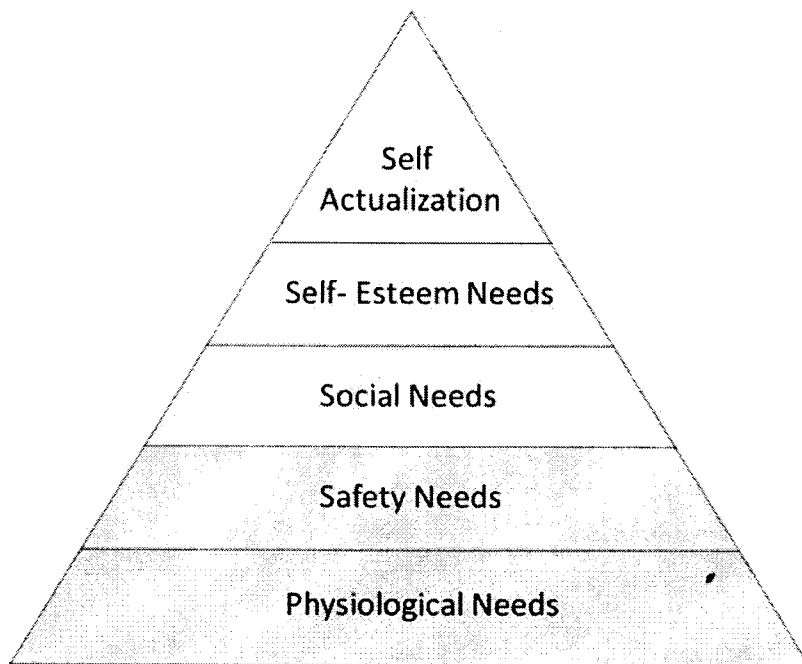 Self
Actualization
Self- Esteem Needs
Social Needs
Safety Needs
Physiological Needs